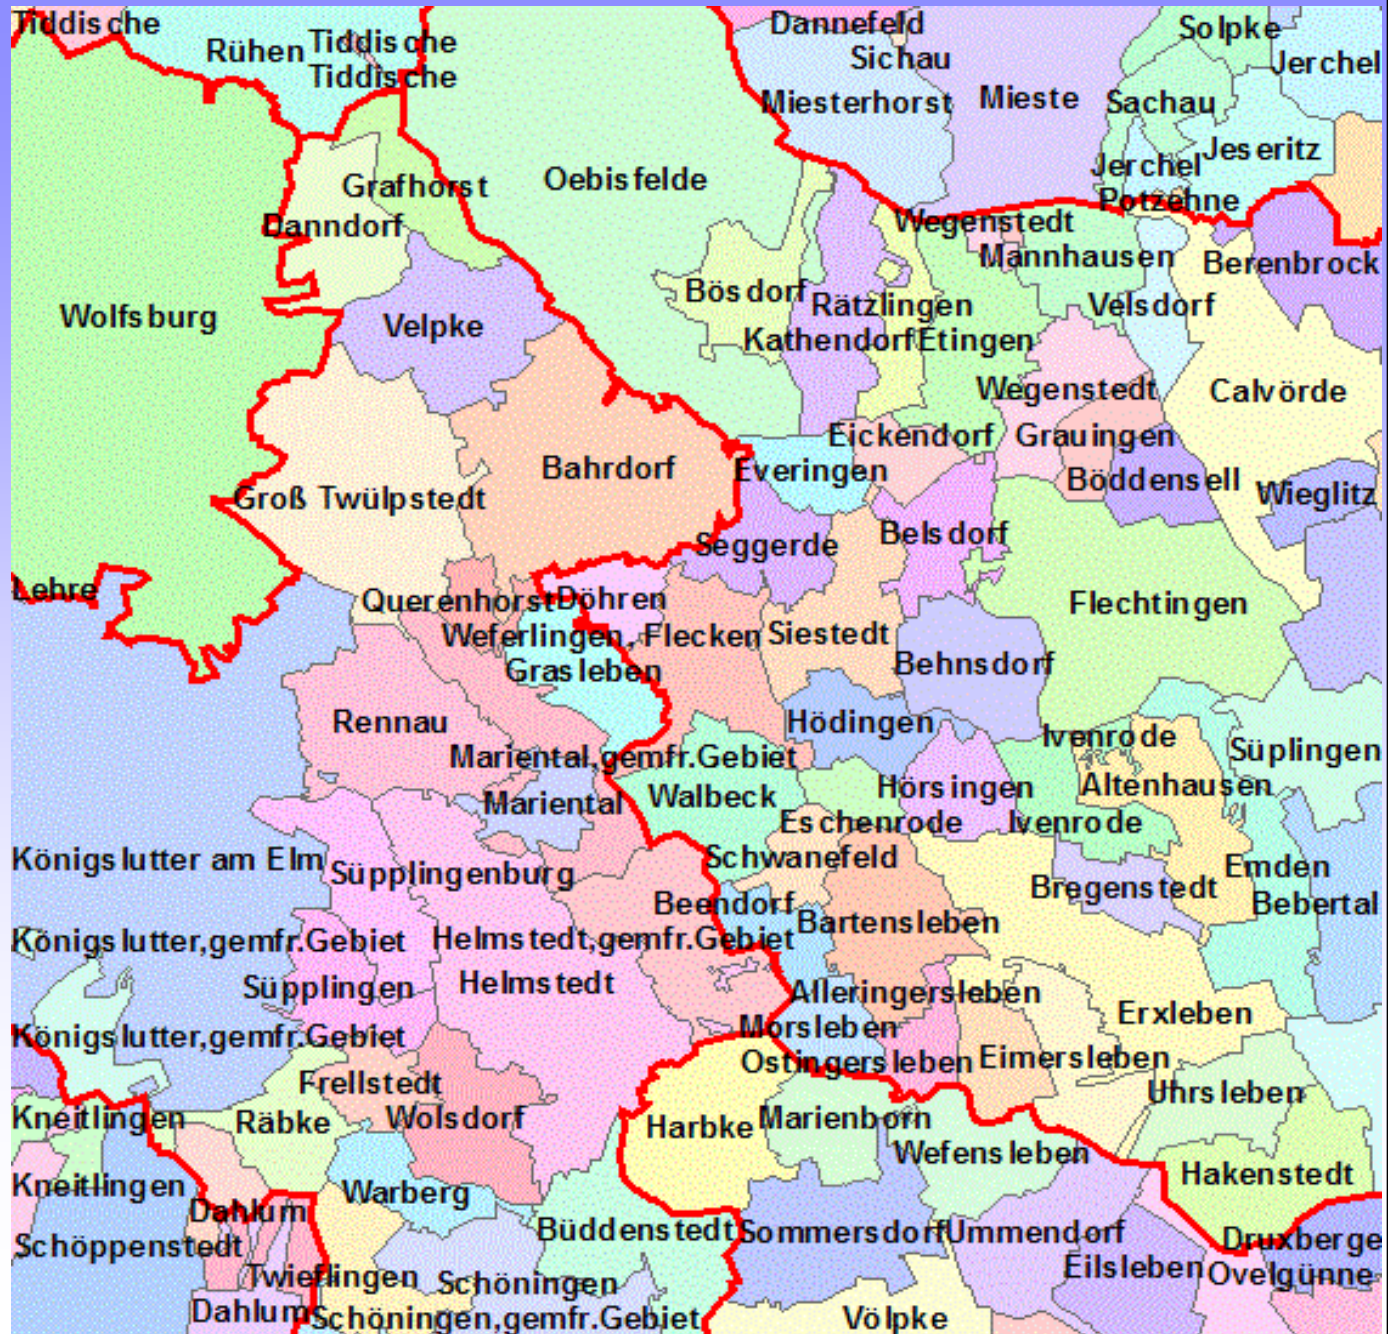 Tiddische
Dannefeld
Solpke
Rühen
Tiddische
Sichau
Jerchel
Tiddische
Miesterhorst
Mieste
Sachau
Jeseritz
Jerchel
Grafhorst
Oebisfelde
Potzehne
Danndorf
Wegenstedt
Mannhausen
Berenbrock
Bösdorf
Rätzlingen
Velsdorf
Wolfsburg
Velpke
Kathendorf
Etingen
Wegenstedt
Calvörde
Eickendorf
Grauingen
Bahrdorf
Everingen
Böddensell
Wieglitz
Groß Twülpstedt
Seggerde
Belsdorf
Lehre
Querenhorst
Döhren
Flechtingen
Weferlingen, Flecken
Siestedt
Grasleben
Behnsdorf
Rennau
Hödingen
Ivenrode
Süplingen
Mariental,gemfr.Gebiet
Mariental
Walbeck
Hörsingen
Altenhausen
Eschenrode
Ivenrode
Königslutter am Elm
Süpplingenburg
Schwanefeld
Emden
Bregenstedt
Beendorf
Bebertal
Bartensleben
Königslutter,gemfr.Gebiet
Helmstedt,gemfr.Gebiet
Süpplingen
Helmstedt
Alleringersleben
Erxleben
Königslutter,gemfr.Gebiet
Morsleben
Ostingersleben
Eimersleben
Frellstedt
Uhrsleben
Kneitlingen
Räbke
Wolsdorf
Harbke
Marienborn
Wefensleben
Hakenstedt
Kneitlingen
Warberg
Dahlum
Büddenstedt
Sommersdorf
Ummendorf
Druxberge
Schöppenstedt
Twieflingen
Schöningen
Eilsleben
Ovelgünne
Dahlum
Schöningen,gemfr.Gebiet
Völpke